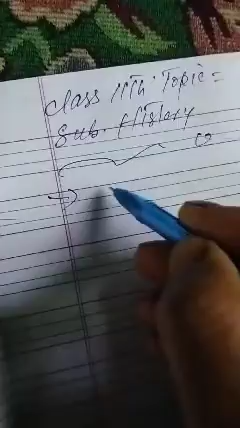 Class 11th. Topic =
Sub. History